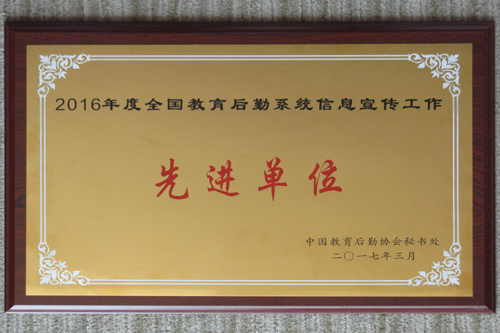 2016年度全国教育后勤系统信息宣传工作
先进单位
中国教育后勤协会秘书处
二〇一七年三月